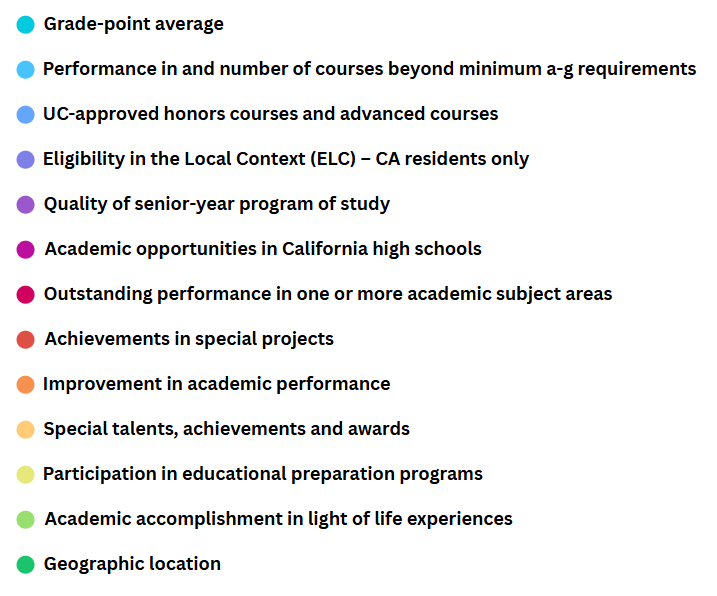 Grade-point average
Performance in and number of courses beyond minimum a-g requirements
UC-approved honors courses and advanced courses
Eligibility in the Local Context (ELC) – CA residents only
Quality of senior-year program of study
Academic opportunities in California high schools
Outstanding performance in one or more academic subject areas
Achievements in special projects
Improvement in academic performance
Special talents, achievements and awards
Participation in educational preparation programs
Academic accomplishment in light of life experiences
Geographic location